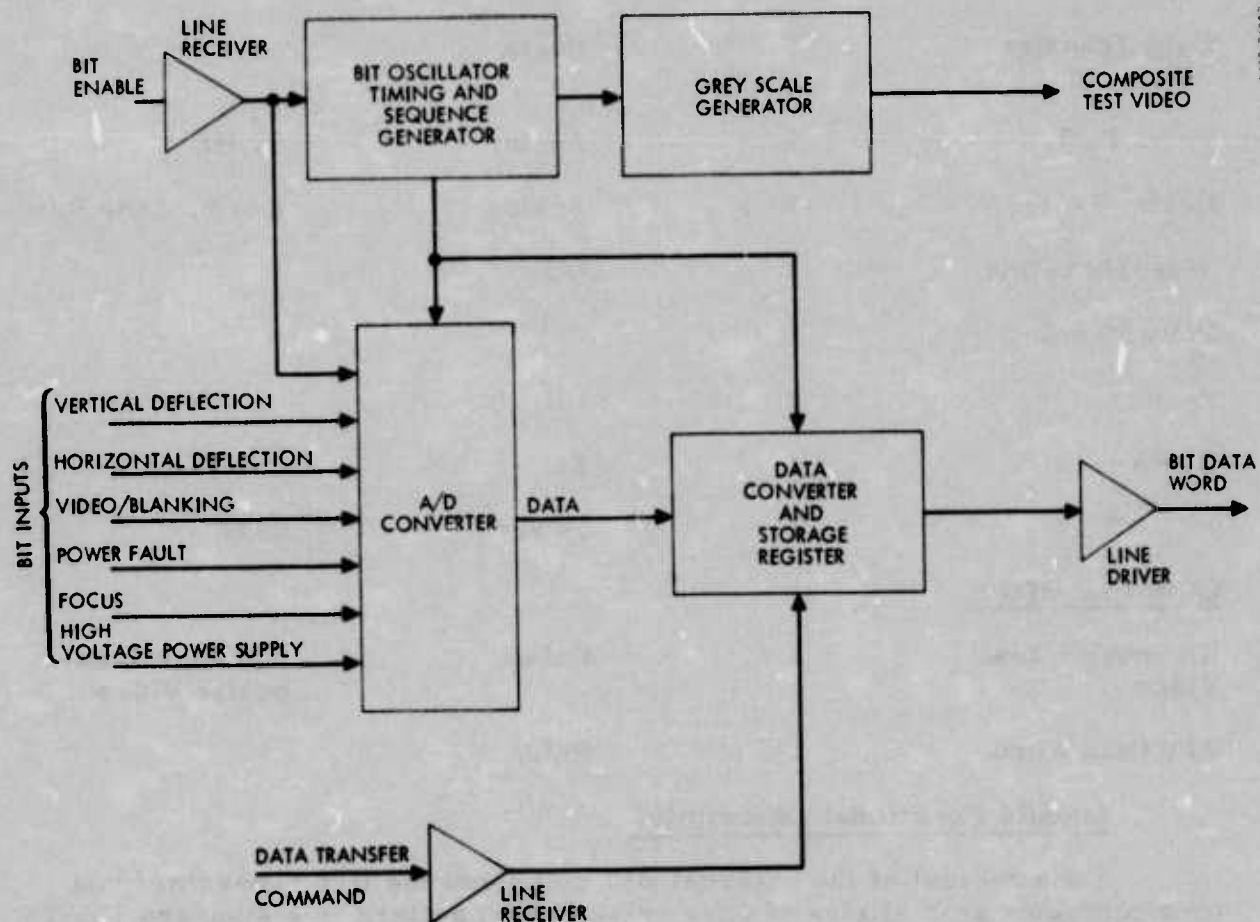 LINE
RECEIVER
BIT
ENABLE
BIT OSCILLATOR
TIMING AND
SEQUENCE
GENERATOR
GREY SCALE
GENERATOR
COMPOSITE
TEST VIDEO
BIT INPUTS
VERTICAL DEFLECTION
HORIZONTAL DEFLECTION
VIDEO/BLANKING
POWER FAULT
FOCUS
HIGH
VOLTAGE POWER SUPPLY
A/D
CONVERTER
DATA
DATA
CONVERTER
AND
STORAGE
REGISTER
BIT DATA
WORD
LINE
DRIVER
DATA TRANSFER
COMMAND
LINE
RECEIVER